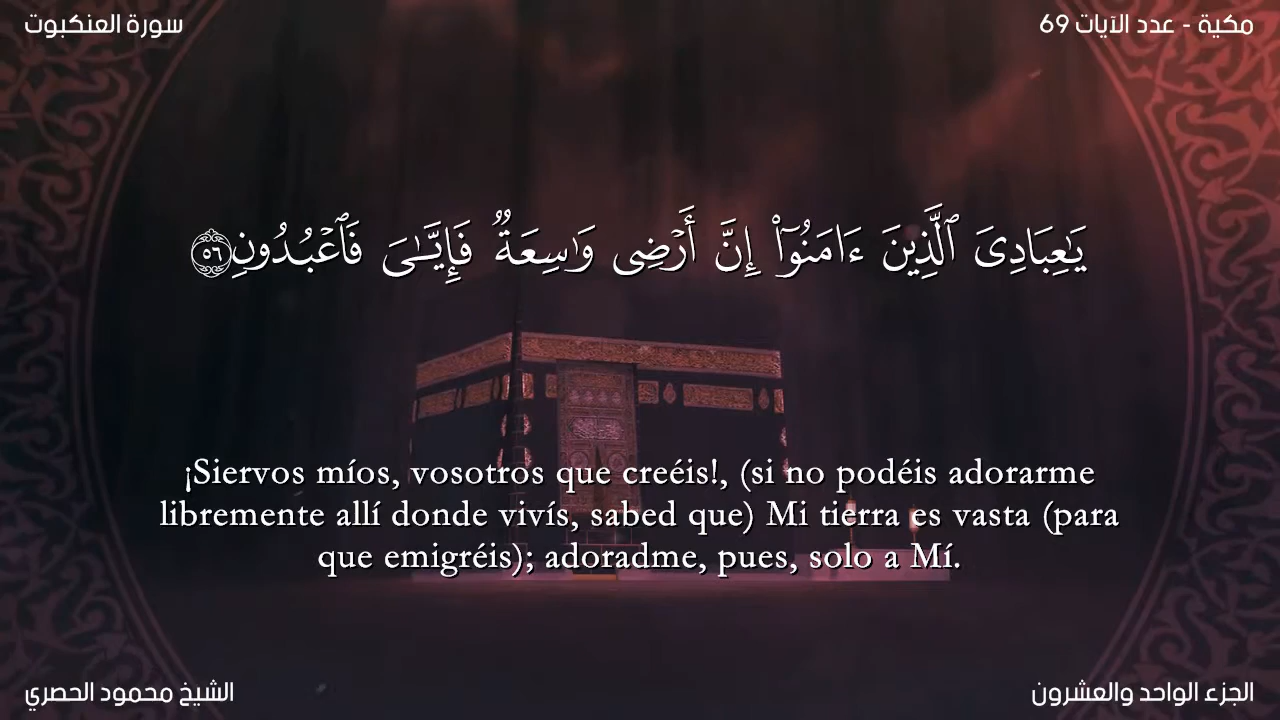 سورة العنكبوت
مكية - عدد الآيات 69
يَٰعِبَادِىَ ٱلَّذِينَ ءَامَنُوٓا۟ إِنَّ أَرْضِى وَٰسِعَةٌۭ فَإِيَّٰىَ فَٱعْبُدُونِ ٥٦
¡Siervos míos, vosotros que creéis!, (si no podéis adorarme
libremente allí donde vivís, sabed que) Mi tierra es vasta (para
que emigréis); adoradme, pues, solo a Mí.
الشيخ محمود الحصري
الجزء الواحد والعشرون